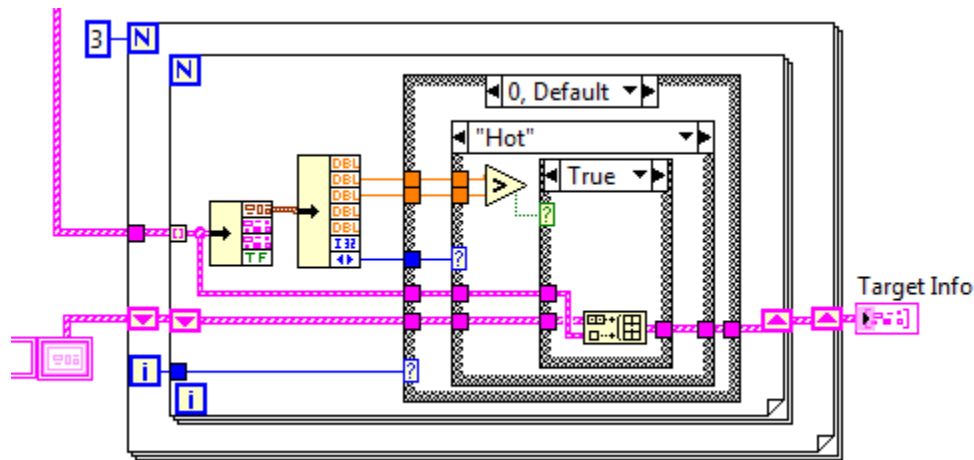 3
N
N
0, Default
"Hot"
DBL
DBL
DBL
DBL
DBL
I32
True
>
?
TF
?
Target Info
i
?
i